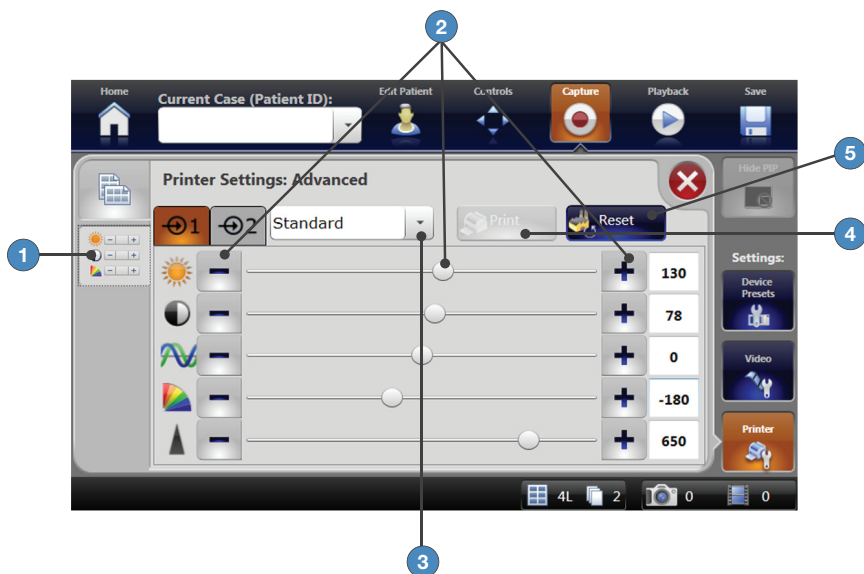 2
Home
Edit Patient
Controls
Capture
Playback
Save
Current Case (Patient ID):
5
Printer Settings: Advanced
Hide PIP
1
2
Standard
Print
Reset
4
1
Settings:
130
Device
Presets
78
0
Video
-180
650
Printer
4L
2
0
0
3